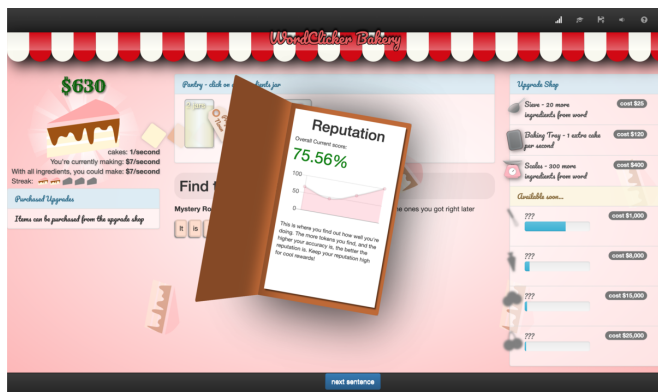 WordClicker Bakery
$630
cakes: 1/second
You're currently making: $7/second
With all ingredients, you could make: $7/second
Streak:
Purchased Upgrades
Items can be purchased from the upgrade shop
Pantry - click on
jar
Find
Mystery
ones you got right later
It
is
Reputation
Overall Current score:
75.56%
100
50
0
This is where you find out how well you're
doing. The more tokens you find, and the
higher your accuracy is, the better the
reputation is. Keep your reputation high
for cool rewards!
Upgrade Shop
Sieve - 20 more
ingredients from word
cost $25
Baking Tray - 1 extra cake
per second
cost $120
Scales - 300 more
ingredients from word
cost $400
Available soon...
???
cost $1,000
???
cost $8,000
???
cost $15,000
???
cost $25,000
next sentence